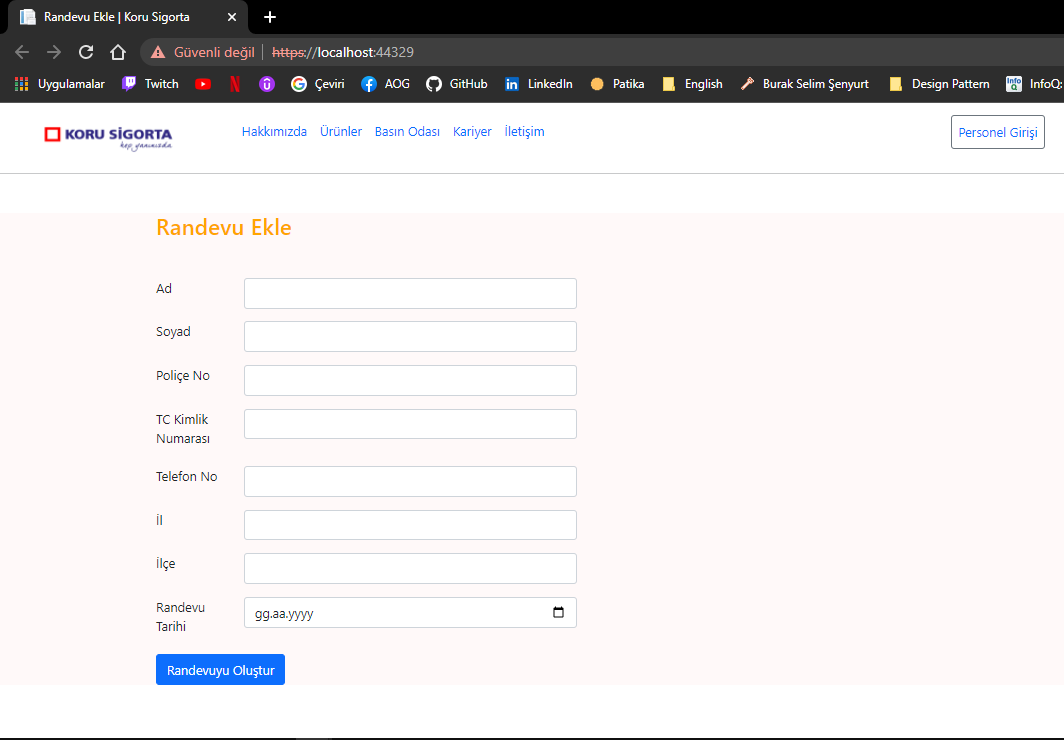 Randevu Ekle | Koru Sigorta
Güvenli değil https://localhost:44329
Uygulamalar Twitch Çeviri AOG GitHub LinkedIn Patika English Burak Selim Şenyurt Design Pattern InfoQ:
KORU SİGORTA Hakkımızda Ürünler Basın Odası Kariyer İletişim Personel Girişi
hep yanınızda
Randevu Ekle
Ad
Soyad
Poliçe No
TC Kimlik
Numarası
Telefon No
İl
İlçe
Randevu
Tarihi
gg.aa.yyyy
Randevuyu Oluştur